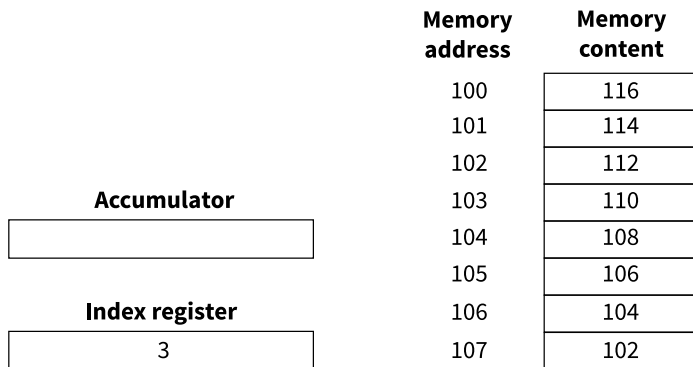 Memory address Memory content
100 116
101 114
102 112
Accumulator 103 110
104 108
105 106
Index register 106 104
3 107 102